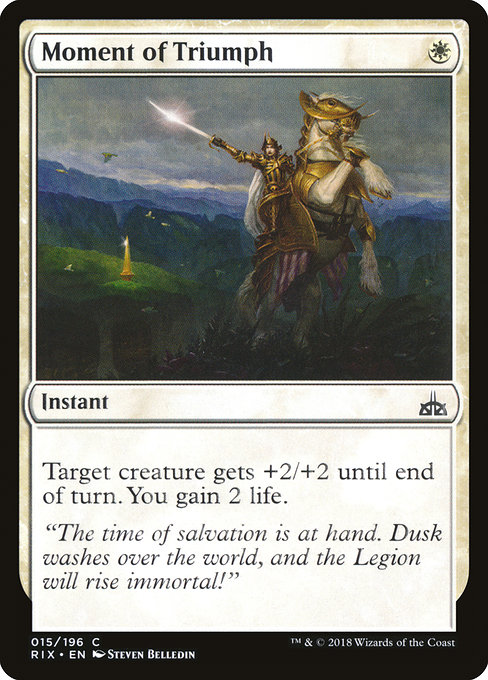 Moment of Triumph
Instant
Target creature gets +2/+2 until end
of turn. You gain 2 life.
“The time of salvation is at hand. Dusk
washes over the world, and the Legion
will rise immortal!”
015/196 C
RIX • EN Steven Belledin
™ & © 2018 Wizards of the Coast